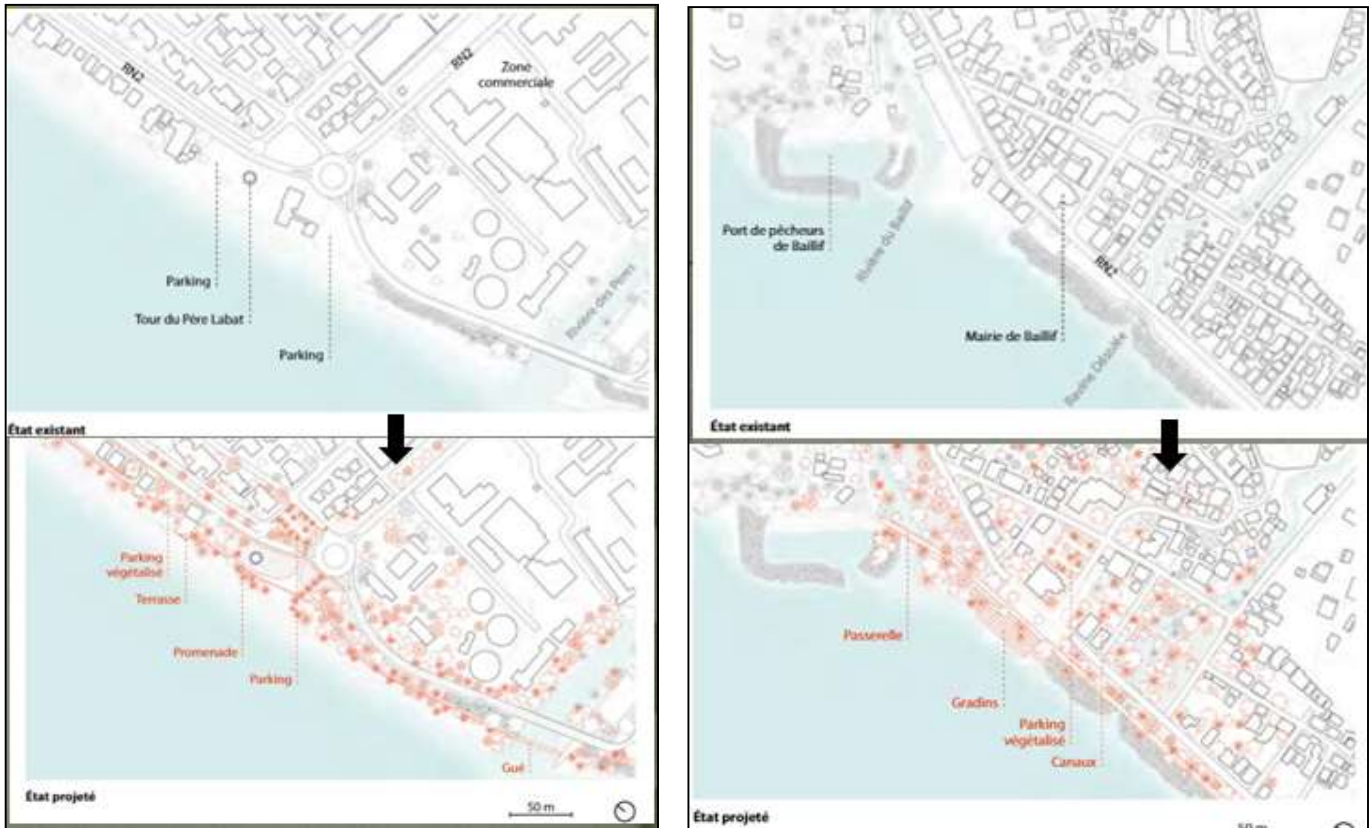 RN2
RN2
Zone
commerciale
Parking
Tour du Père Labat
Parking
Rivière des Pères
État existant
Parking
végétalisé
Terrasse
Promenade
Parking
Gué
État projeté
50 m
Port de pêcheurs
de Baillif
Rivière du Baillif
RN2
Mairie de Baillif
Ravine Désolée
État existant
Passerelle
Gradins
Parking
végétalisé
Canaux
État projeté
50 m